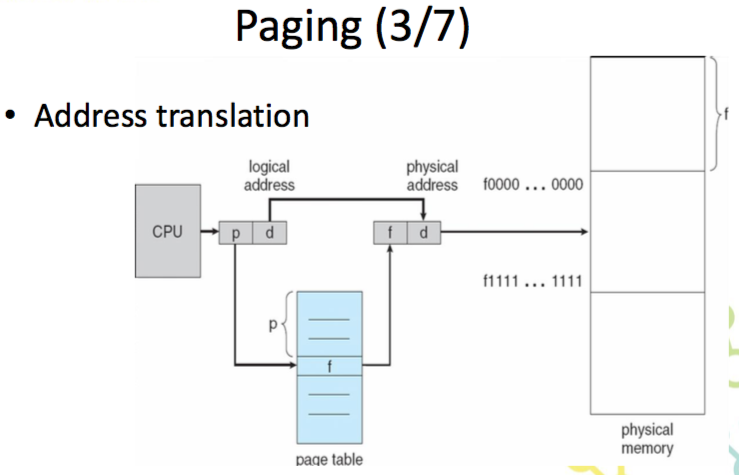 Paging (3/7)
• Address translation
logical
address
physical
address
f0000 ... 0000
f
CPU
p d
f d
f1111 ... 1111
p
f
page table
physical
memory